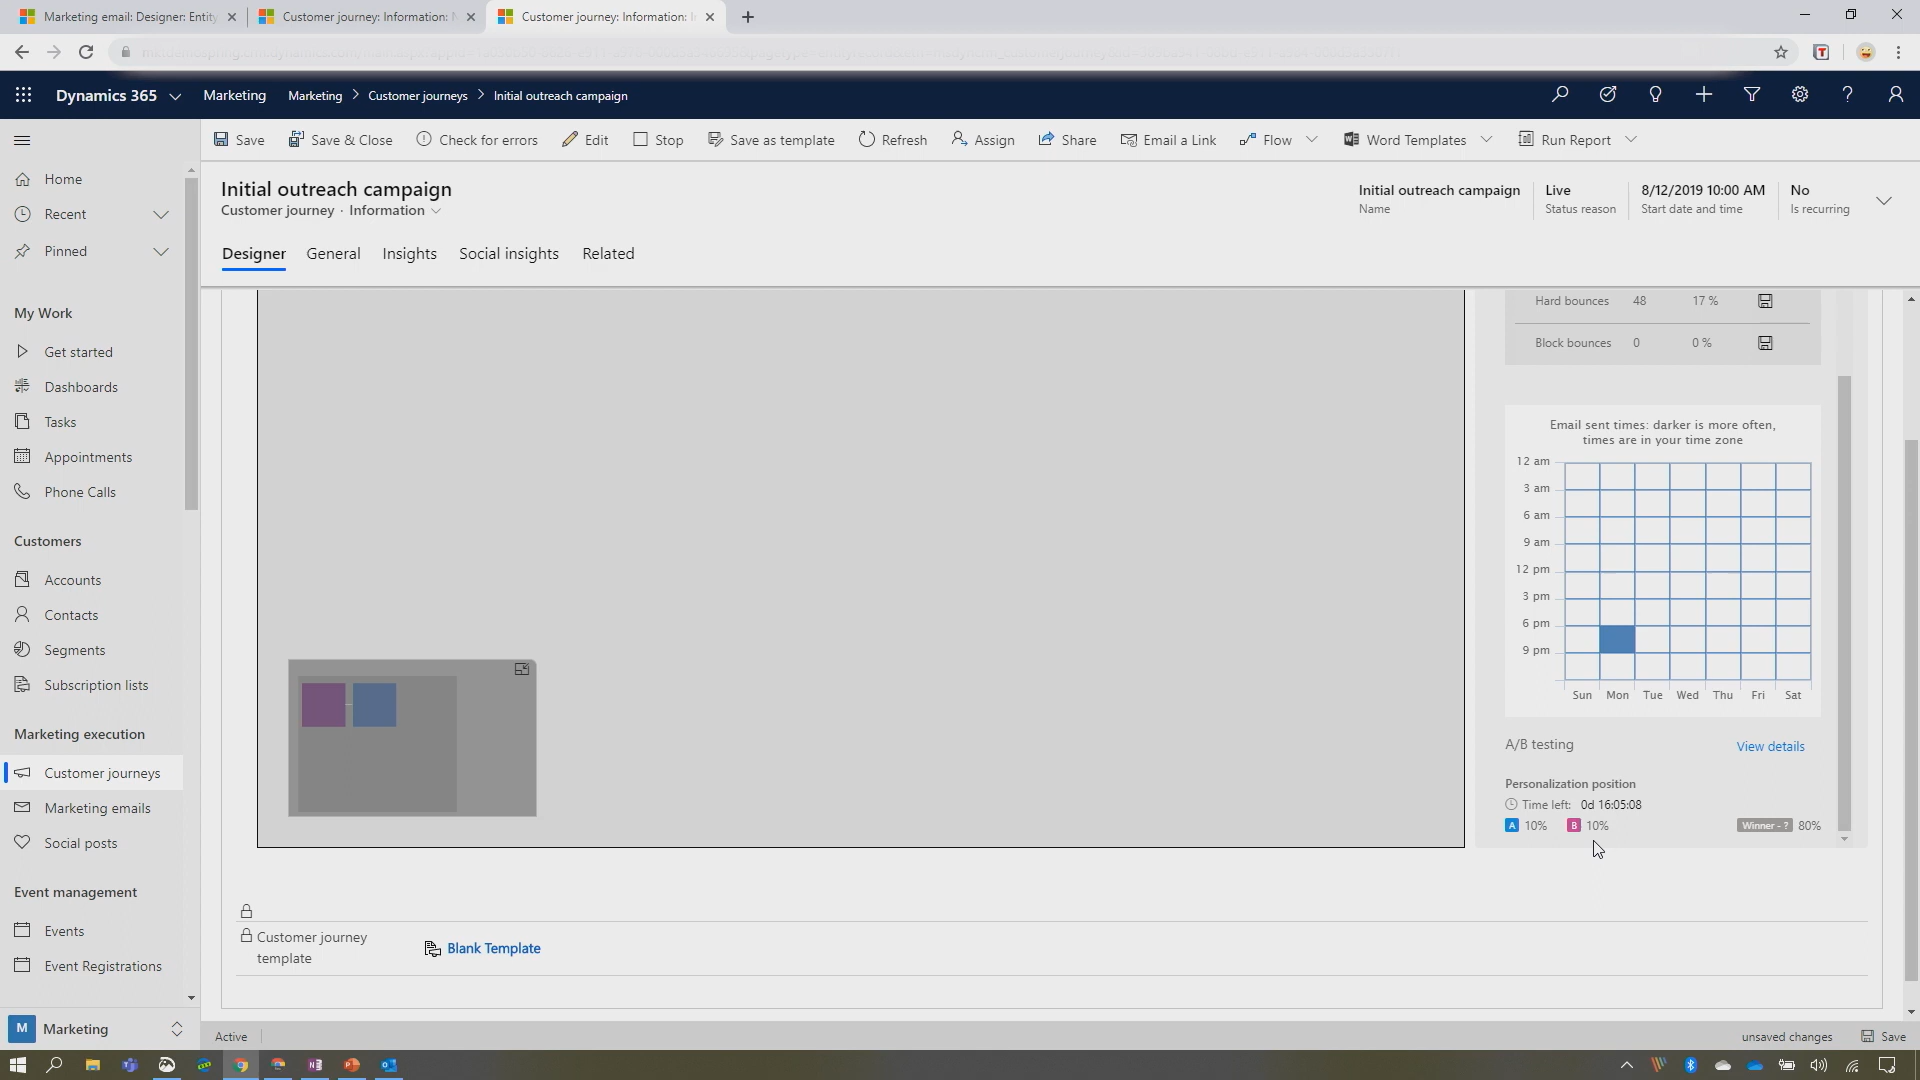 Marketing email: Designer: Entity
Customer journey: Information:
Customer journey: Information:
Dynamics 365
Marketing
Marketing > Customer journeys > Initial outreach campaign
Save
Save & Close
Check for errors
Edit
Stop
Save as template
Refresh
Assign
Share
Email a Link
Flow
Word Templates
Run Report
Home
Recent
Pinned
My Work
Get started
Dashboards
Tasks
Appointments
Phone Calls
Customers
Accounts
Contacts
Segments
Subscription lists
Marketing execution
Customer journeys
Marketing emails
Social posts
Event management
Events
Event Registrations
M Marketing
Initial outreach campaign
Customer journey · Information
Initial outreach campaign
Name
Live
Status reason
8/12/2019 10:00 AM
Start date and time
No
Is recurring
Designer
General
Insights
Social insights
Related
Hard bounces 48 17 %
Block bounces 0 0 %
Email sent times: darker is more often,
times are in your time zone
12 am
3 am
6 am
9 am
12 pm
3 pm
6 pm
9 pm
Sun Mon Tue Wed Thu Fri Sat
A/B testing View details
Personalization position
Time left: 0d 16:05:08
A 10% B 10% Winner - ? 80%
Customer journey
template
Blank Template
Active
unsaved changes
Save